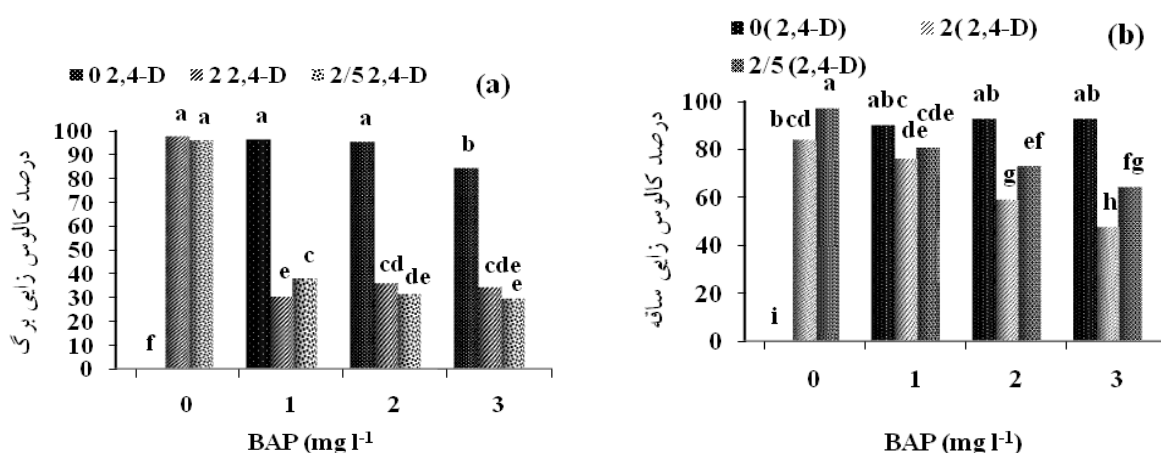 0 2,4-D 2 2,4-D 2/5 2,4-D
(a)
درصد کالوس زایی برگ
100
90
80
70
60
50
40
30
20
10
0
f a a
a e c
a cd de
b cde e
0 1 2 3
BAP (mg l-1)
0( 2,4-D) 2( 2,4-D)
2/5 (2,4-D)
(b)
درصد کالوس زایی ساقه
100
80
60
40
20
0
i bcd a
abc de cde
ab g ef
ab h fg
0 1 2 3
BAP (mg l-1)